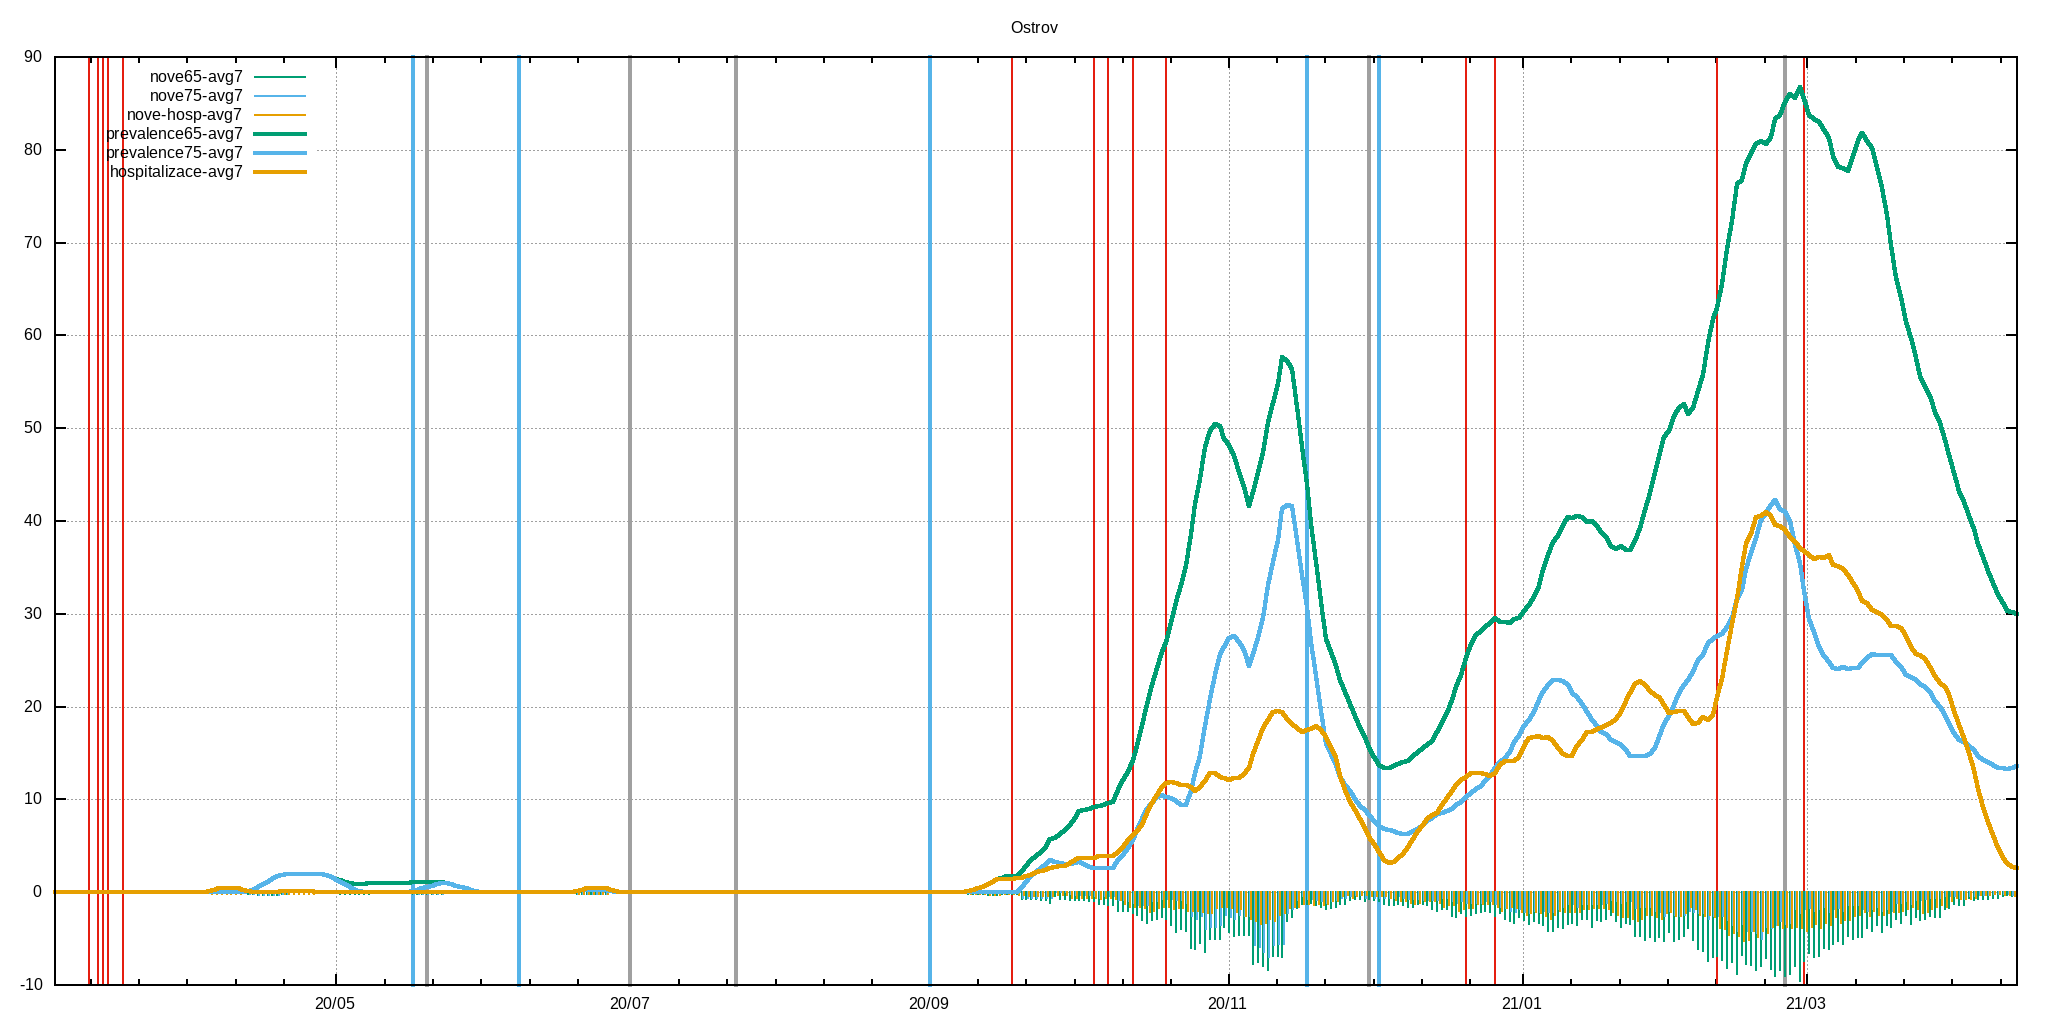 Ostrov
90
80
70
60
50
40
30
20
10
0
-10
nove65-avg7
nove75-avg7
nove-hosp-avg7
prevalence65-avg7
prevalence75-avg7
hospitalizace-avg7
20/05 20/07 20/09 20/11 21/01 21/03